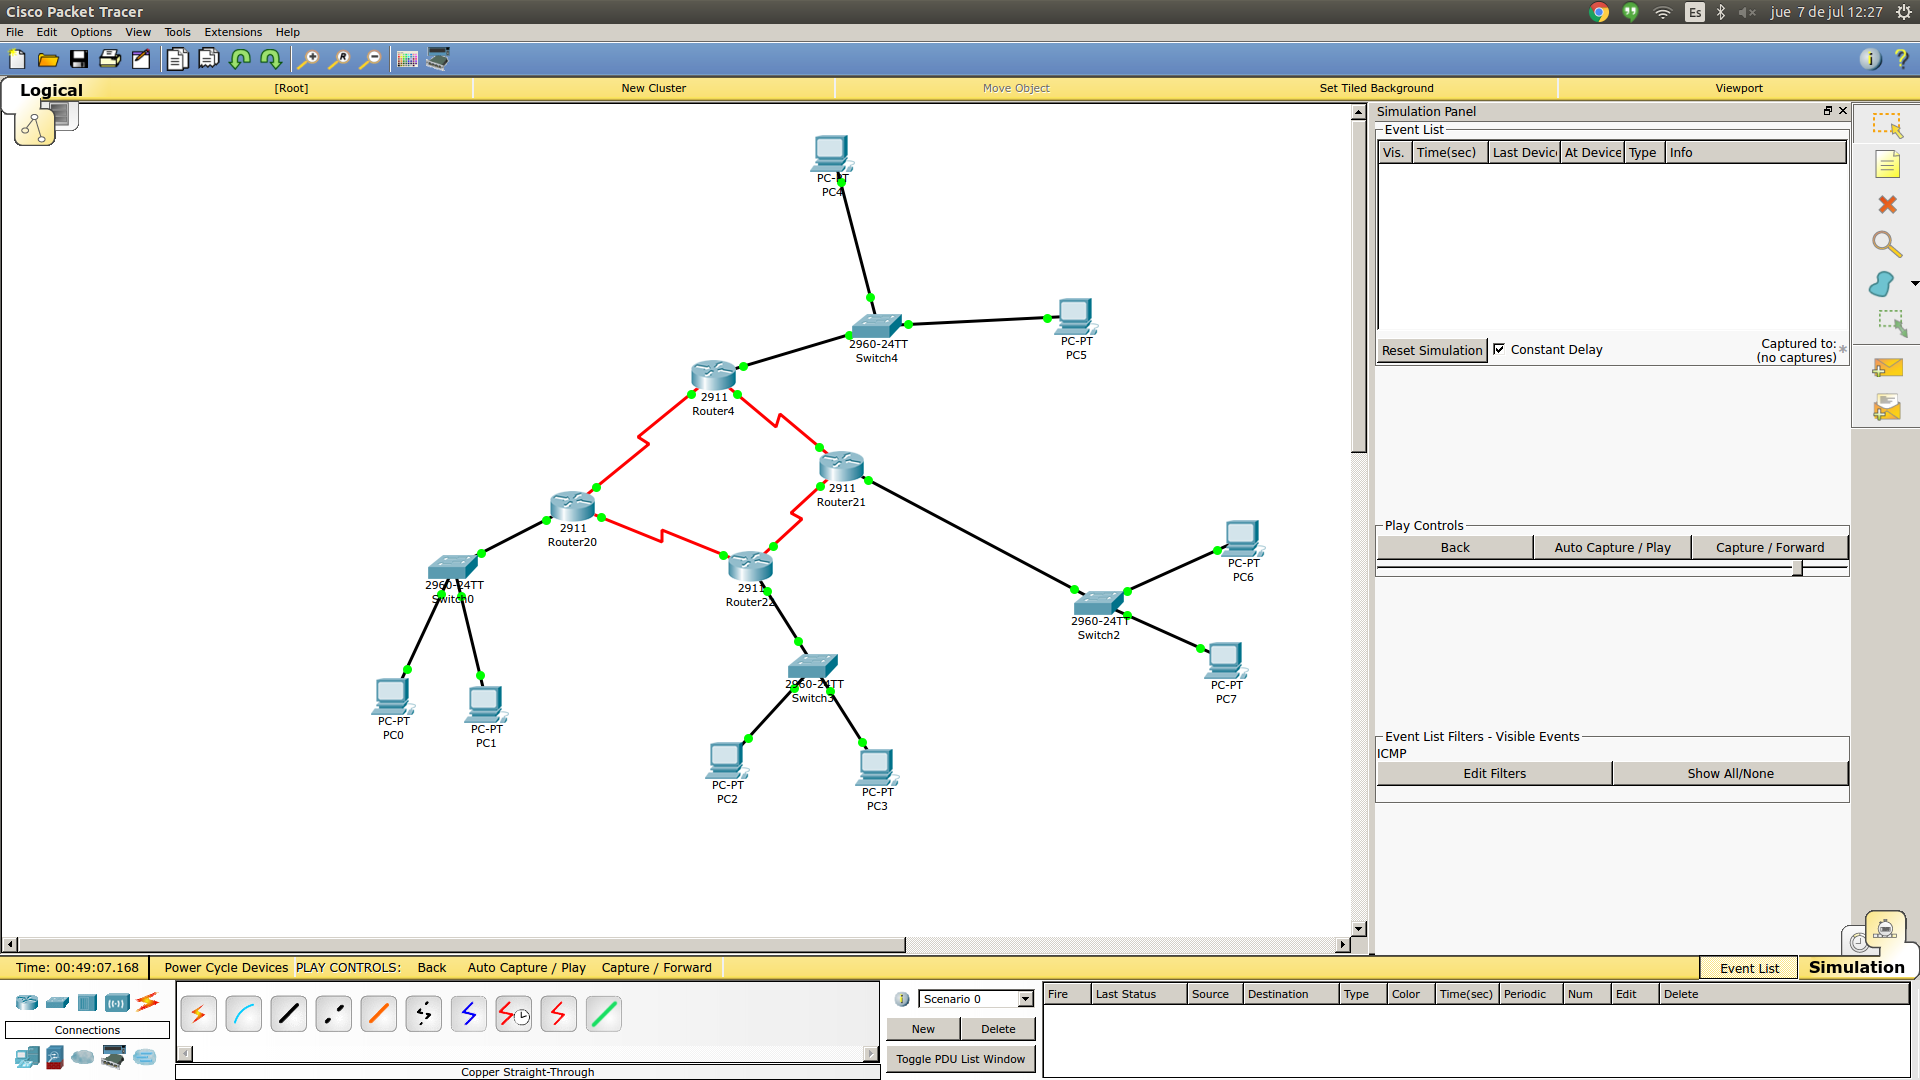 Cisco Packet Tracer
Es
jue 7 de jul 12:27
File Edit Options View Tools Extensions Help
Logical
[Root]
New Cluster
Move Object
Set Tiled Background
Viewport
PC-PT
PC4
2960-24TT
Switch4
PC-PT
PC5
2911
Router4
2911
Router21
2911
Router20
2911
Router22
2960-24TT
Switch0
PC-PT
PC6
2960-24TT
Switch2
PC-PT
PC7
2960-24TT
Switch3
PC-PT
PC0
PC-PT
PC1
PC-PT
PC2
PC-PT
PC3
Simulation Panel
Event List
Vis. Time(sec) Last Devic At Device Type Info
Reset Simulation
Constant Delay
Captured to:
(no captures)
Play Controls
Back
Auto Capture / Play
Capture / Forward
Event List Filters - Visible Events
ICMP
Edit Filters
Show All/None
Time: 00:49:07.168
Power Cycle Devices PLAY CONTROLS: Back Auto Capture / Play Capture / Forward
Event List
Simulation
Connections
Copper Straight-Through
Scenario 0
New
Delete
Toggle PDU List Window
Fire Last Status Source Destination Type Color Time(sec) Periodic Num Edit Delete